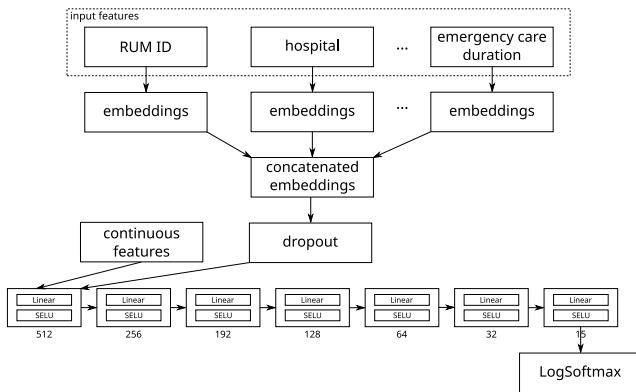 input features
RUM ID
hospital
...
emergency care
duration
embeddings
embeddings
...
embeddings
concatenated
embeddings
continuous
features
dropout
Linear
SELU
512
Linear
SELU
256
Linear
SELU
192
Linear
SELU
128
Linear
SELU
64
Linear
SELU
32
Linear
SELU
15
LogSoftmax